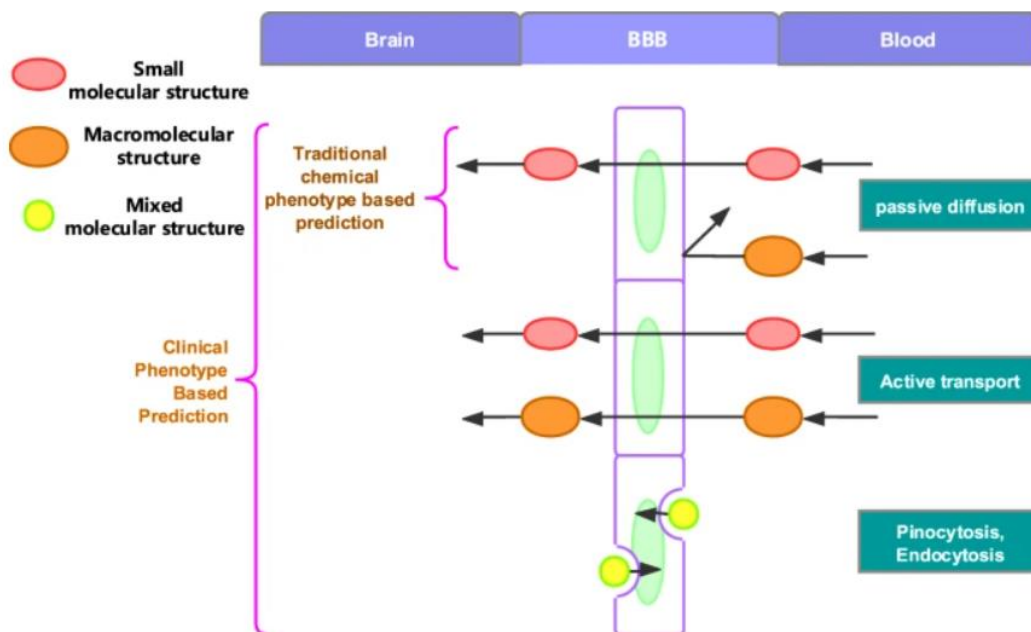 Brain
BBB
Blood
Small
molecular structure
Macromolecular
structure
Mixed
molecular structure
Traditional
chemical
phenotype based
prediction
passive diffusion
Clinical
Phenotype
Based
Prediction
Active transport
Pinocytosis,
Endocytosis